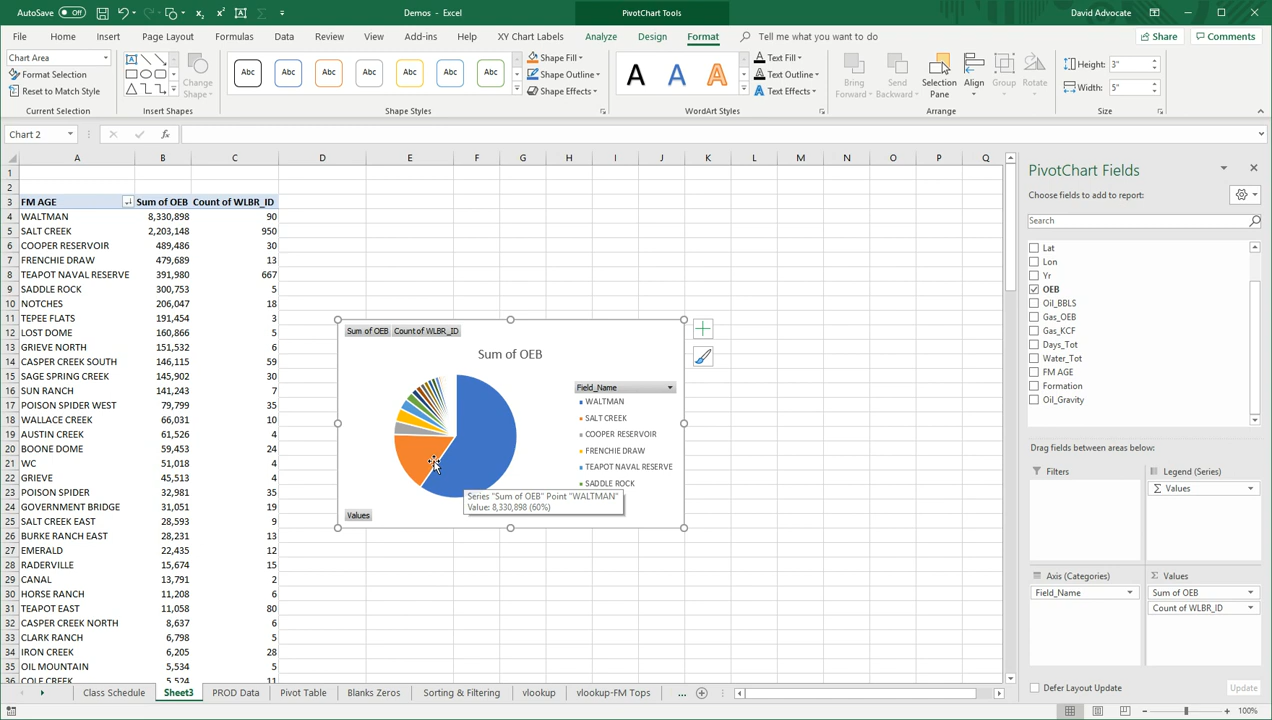 AutoSave Off
Demos - Excel
PivotChart Tools
David Advocate
File Home Insert Page Layout Formulas Data Review View Add-ins Help XY Chart Labels Analyze Design Format Tell me what you want to do Share Comments
Chart Area
Format Selection
Reset to Match Style
Current Selection
Change Shape
Insert Shapes
Abc Abc Abc Abc Abc Abc Abc
Shape Fill
Shape Outline
Shape Effects
Shape Styles
A A A
Text Fill
Text Outline
Text Effects
WordArt Styles
Bring Forward
Send Backward
Selection Pane
Align
Group
Rotate
Arrange
Height: 3"
Width: 5"
Size
Chart 2 fx
A B C D E F G H I J K L M N O P Q
1
2
3 FM AGE Sum of OEB Count of WLBR_ID
4 WALTMAN 8,330,898 90
5 SALT CREEK 2,203,148 950
6 COOPER RESERVOIR 489,486 30
7 FRENCHIE DRAW 479,689 13
8 TEAPOT NAVAL RESERVE 391,980 667
9 SADDLE ROCK 300,753 5
10 NOTCHES 206,047 18
11 TEPEE FLATS 191,454 3
12 LOST DOME 160,866 5
13 GRIEVE NORTH 151,532 6
14 CASPER CREEK SOUTH 146,115 59
15 SAGE SPRING CREEK 145,902 30
16 SUN RANCH 141,243 7
17 POISON SPIDER WEST 79,799 35
18 WALLACE CREEK 66,031 10
19 AUSTIN CREEK 61,526 4
20 BOONE DOME 59,453 24
21 WC 51,018 4
22 GRIEVE 45,513 4
23 POISON SPIDER 32,981 35
24 GOVERNMENT BRIDGE 31,051 19
25 SALT CREEK EAST 28,593 9
26 BURKE RANCH EAST 28,231 13
27 EMERALD 22,435 12
28 RADERVILLE 15,674 15
29 CANAL 13,791 2
30 HORSE RANCH 11,208 6
31 TEAPOT EAST 11,058 80
32 CASPER CREEK NORTH 8,637 6
33 CLARK RANCH 6,798 5
34 IRON CREEK 6,205 28
35 OIL MOUNTAIN 5,534 5
36 COLE CREEK 5,524 11
Sum of OEB Count of WLBR_ID
Sum of OEB
Field_Name
WALTMAN
SALT CREEK
COOPER RESERVOIR
FRENCHIE DRAW
TEAPOT NAVAL RESERVE
SADDLE ROCK
Series "Sum of OEB" Point "WALTMAN"
Value: 8,330,898 (60%)
Values
PivotChart Fields
Choose fields to add to report:
Search
Lat
Lon
Yr
OEB
Oil_BBLS
Gas_OEB
Gas_KCF
Days_Tot
Water_Tot
FM AGE
Formation
Oil_Gravity
Drag fields between areas below:
Filters
Legend (Series)
Σ Values
Axis (Categories)
Field_Name
Σ Values
Sum of OEB
Count of WLBR_ID
Defer Layout Update
Update
Class Schedule Sheet3 PROD Data Pivot Table Blanks Zeros Sorting & Filtering vlookup vlookup-FM Tops ...
100%